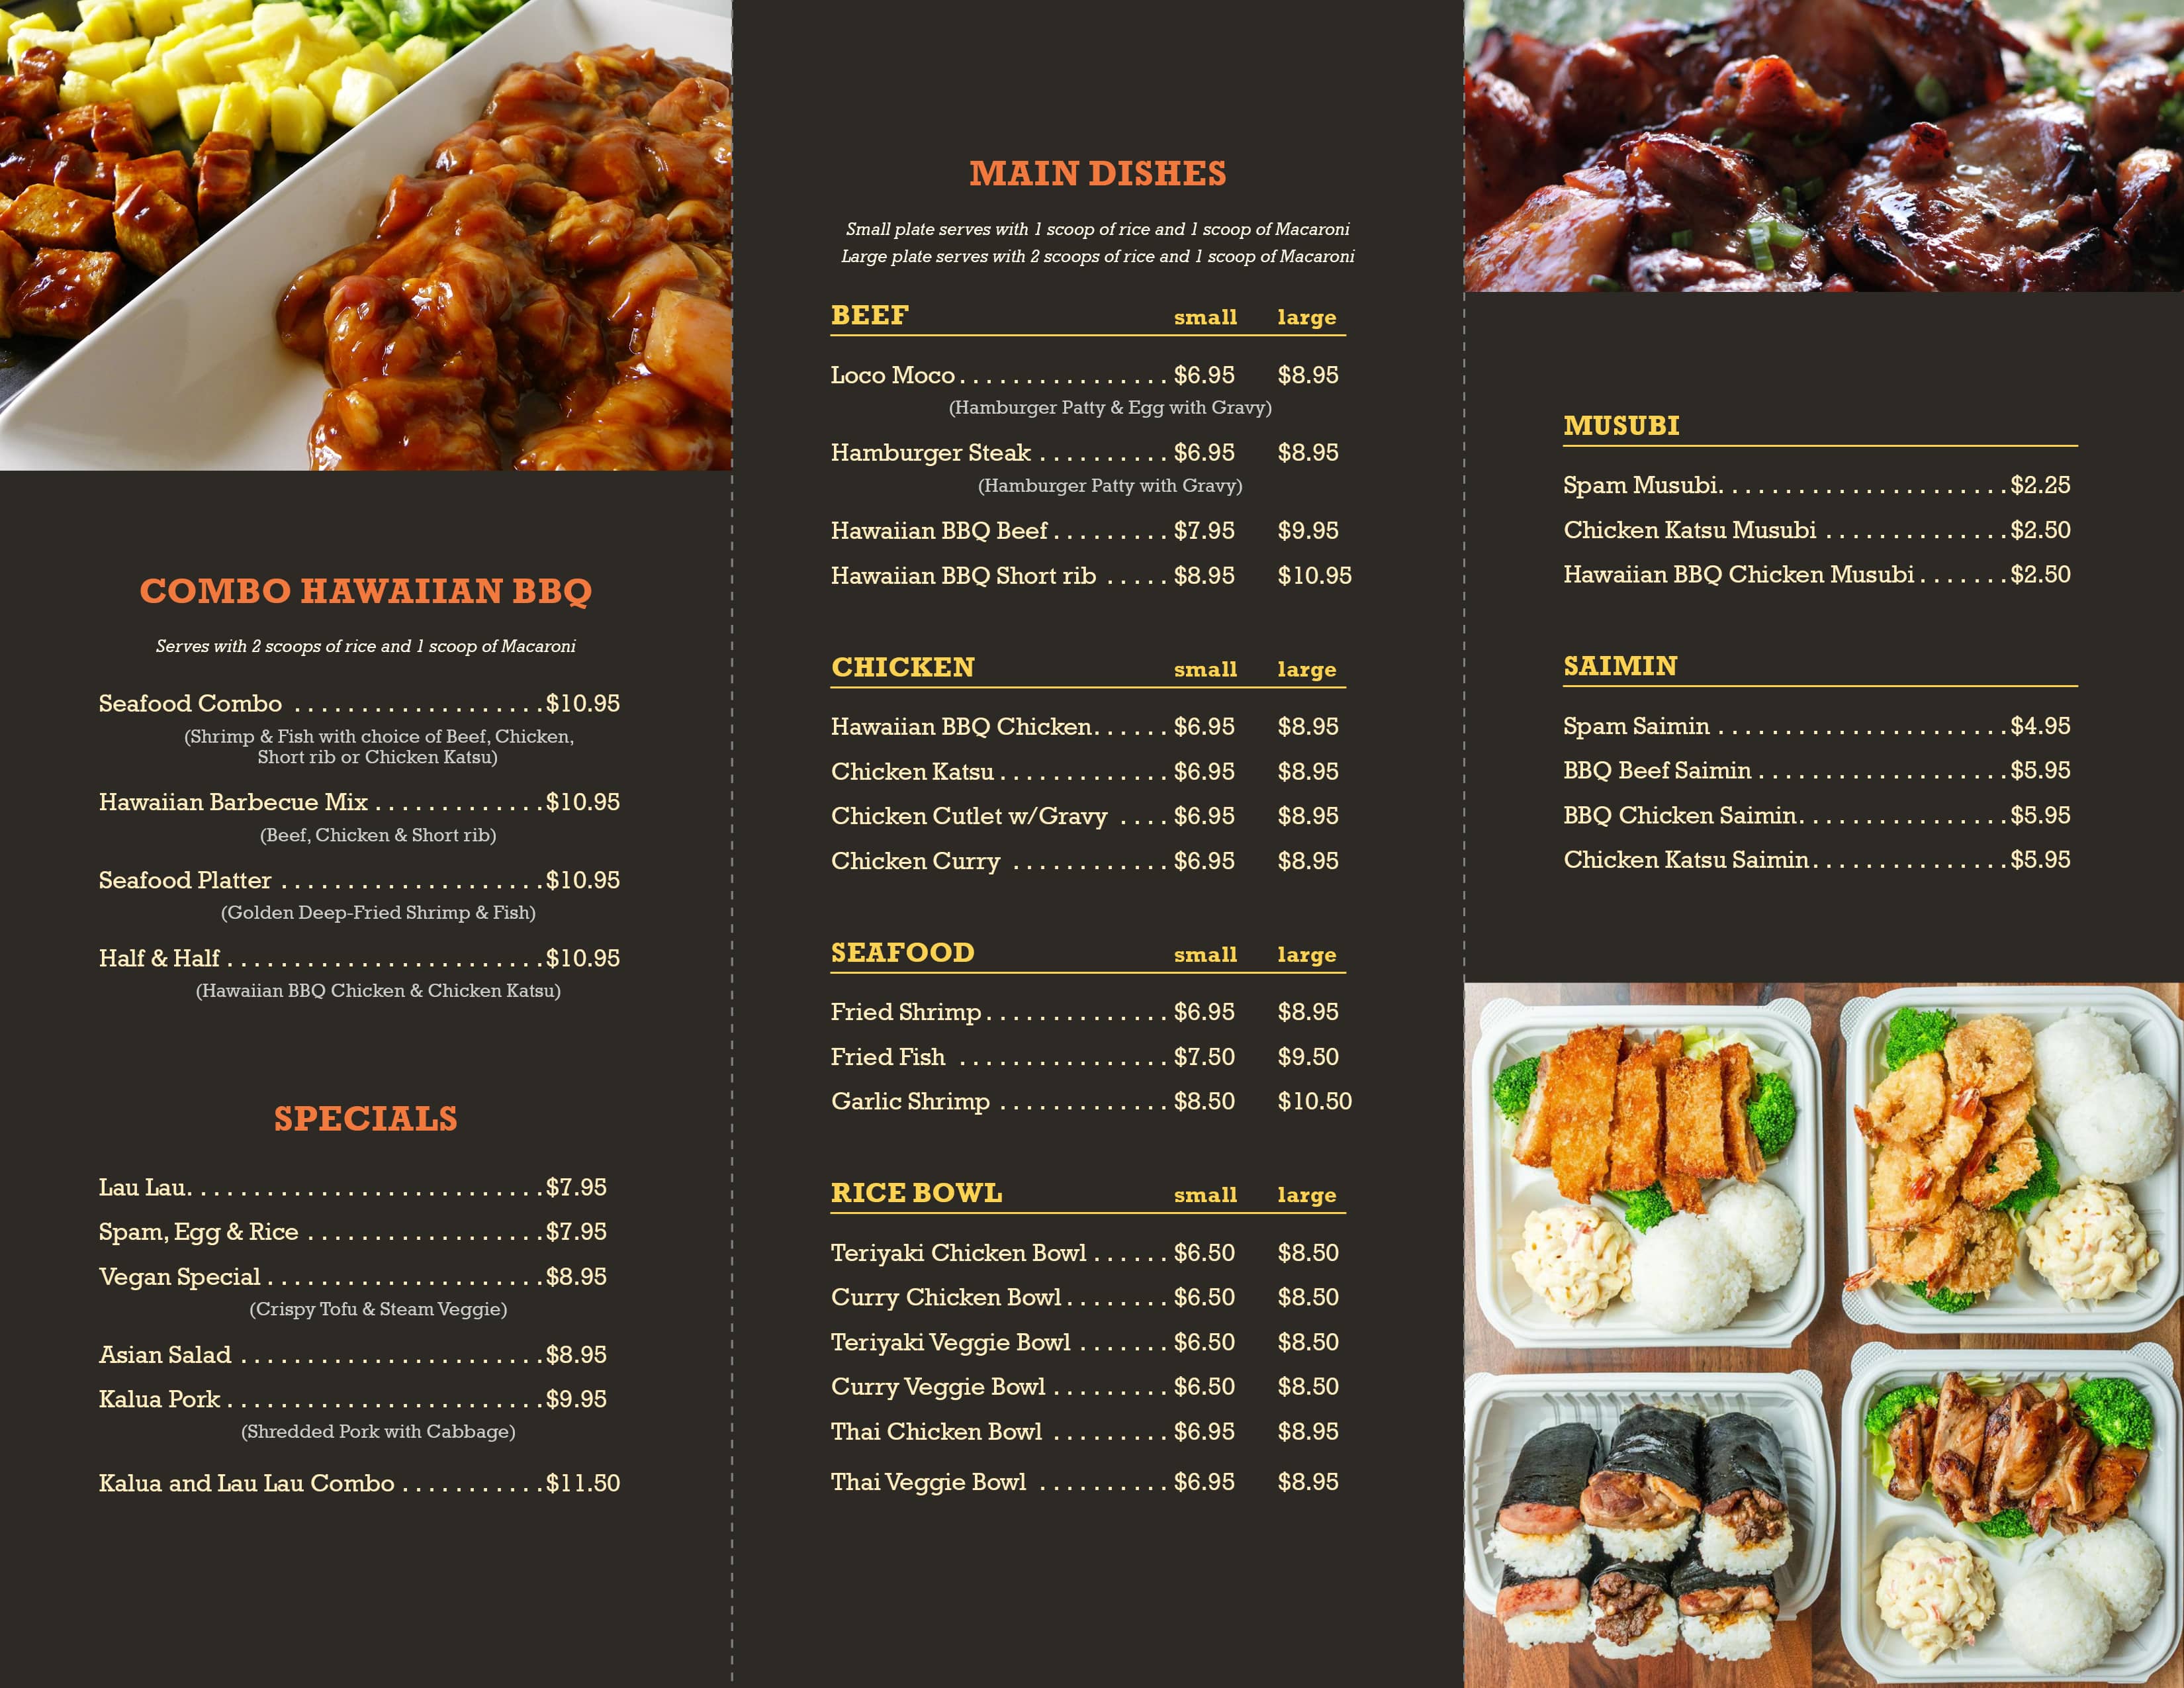 COMBO HAWAIIAN BBQ
Serves with 2 scoops of rice and 1 scoop of Macaroni
Seafood Combo . . . . . . . . . . . . . . . . . . . $10.95
(Shrimp & Fish with choice of Beef, Chicken,
Short rib or Chicken Katsu)
Hawaiian Barbecue Mix . . . . . . . . . . . . . $10.95
(Beef, Chicken & Short rib)
Seafood Platter . . . . . . . . . . . . . . . . . . . . $10.95
(Golden Deep-Fried Shrimp & Fish)
Half & Half . . . . . . . . . . . . . . . . . . . . . . . . $10.95
(Hawaiian BBQ Chicken & Chicken Katsu)
SPECIALS
Lau Lau. . . . . . . . . . . . . . . . . . . . . . . . . . . $7.95
Spam, Egg & Rice . . . . . . . . . . . . . . . . . . $7.95
Vegan Special . . . . . . . . . . . . . . . . . . . . . $8.95
(Crispy Tofu & Steam Veggie)
Asian Salad . . . . . . . . . . . . . . . . . . . . . . . $8.95
Kalua Pork . . . . . . . . . . . . . . . . . . . . . . . . $9.95
(Shredded Pork with Cabbage)
Kalua and Lau Lau Combo . . . . . . . . . . . $11.50
MAIN DISHES
Small plate serves with 1 scoop of rice and 1 scoop of Macaroni
Large plate serves with 2 scoops of rice and 1 scoop of Macaroni
BEEF small large
Loco Moco . . . . . . . . . . . . . . . . $6.95 $8.95
(Hamburger Patty & Egg with Gravy)
Hamburger Steak . . . . . . . . . . $6.95 $8.95
(Hamburger Patty with Gravy)
Hawaiian BBQ Beef . . . . . . . . . $7.95 $9.95
Hawaiian BBQ Short rib . . . . . $8.95 $10.95
CHICKEN small large
Hawaiian BBQ Chicken. . . . . . $6.95 $8.95
Chicken Katsu . . . . . . . . . . . . . $6.95 $8.95
Chicken Cutlet w/Gravy . . . . $6.95 $8.95
Chicken Curry . . . . . . . . . . . . $6.95 $8.95
SEAFOOD small large
Fried Shrimp . . . . . . . . . . . . . . $6.95 $8.95
Fried Fish . . . . . . . . . . . . . . . . $7.50 $9.50
Garlic Shrimp . . . . . . . . . . . . . $8.50 $10.50
RICE BOWL small large
Teriyaki Chicken Bowl . . . . . . $6.50 $8.50
Curry Chicken Bowl . . . . . . . . $6.50 $8.50
Teriyaki Veggie Bowl . . . . . . . $6.50 $8.50
Curry Veggie Bowl . . . . . . . . . $6.50 $8.50
Thai Chicken Bowl . . . . . . . . . $6.95 $8.95
Thai Veggie Bowl . . . . . . . . . . $6.95 $8.95
MUSUBI
Spam Musubi. . . . . . . . . . . . . . . . . . . . . . $2.25
Chicken Katsu Musubi . . . . . . . . . . . . . . $2.50
Hawaiian BBQ Chicken Musubi . . . . . . . $2.50
SAIMIN
Spam Saimin . . . . . . . . . . . . . . . . . . . . . . $4.95
BBQ Beef Saimin . . . . . . . . . . . . . . . . . . . $5.95
BBQ Chicken Saimin. . . . . . . . . . . . . . . . $5.95
Chicken Katsu Saimin . . . . . . . . . . . . . . . $5.95